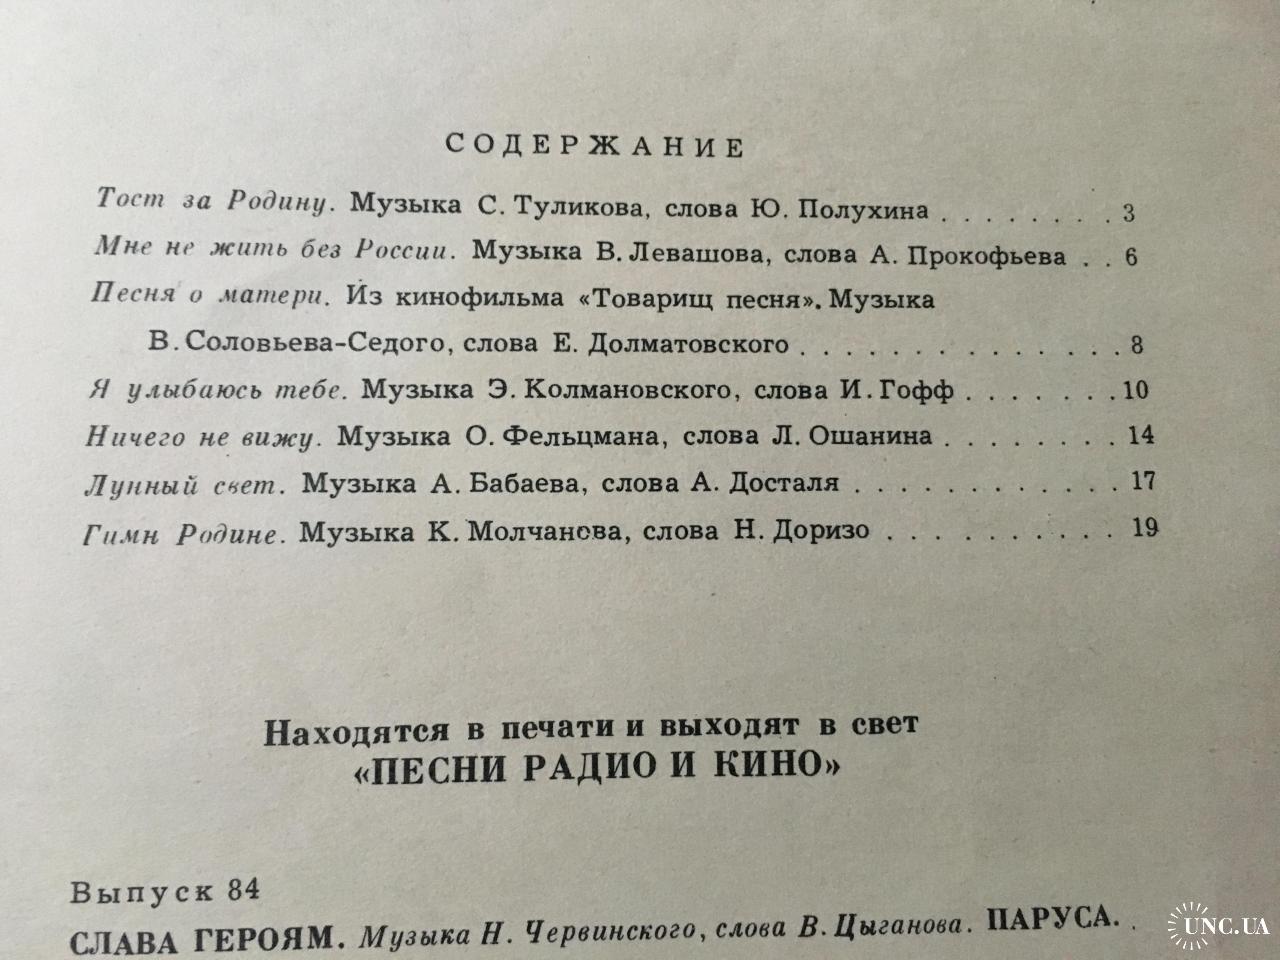 СОДЕРЖАНИЕ
Тост за Родину. Музыка С. Туликова, слова Ю. Полухина . . . . . . . . 3
Мне не жить без России. Музыка В. Левашова, слова А. Прокофьева . . 6
Песня о матери. Из кинофильма «Товарищ песня». Музыка
В. Соловьева-Седого, слова Е. Долматовского . . . . . . . . . . . . . . 8
Я улыбаюсь тебе. Музыка Э. Колмановского, слова И. Гофф . . . . . . . 10
Ничего не вижу. Музыка О. Фельцмана, слова Л. Ошанина . . . . . . . . 14
Лунный свет. Музыка А. Бабаева, слова А. Досталя . . . . . . . . . . . . 17
Гимн Родине. Музыка К. Молчанова, слова Н. Доризо . . . . . . . . . . 19
Находятся в печати и выходят в свет
«ПЕСНИ РАДИО И КИНО»
Выпуск 84
СЛАВА ГЕРОЯМ. Музыка Н. Червинского, слова В. Цыганова. ПАРУСА.
UNC.UA